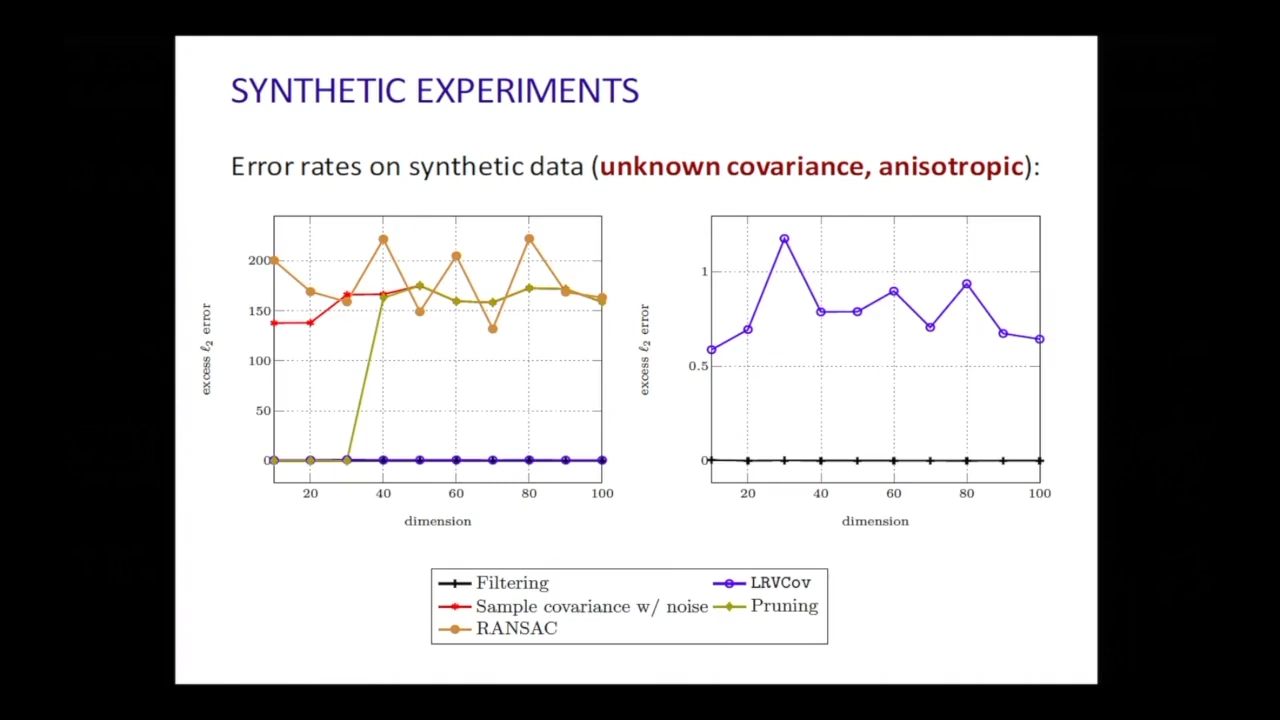 SYNTHETIC EXPERIMENTS
Error rates on synthetic data (unknown covariance, anisotropic):
200
150
100
50
0
excess ℓ₂ error
20 40 60 80 100
dimension
1
0.5
0
excess ℓ₂ error
20 40 60 80 100
dimension
Filtering
LRVCov
Sample covariance w/ noise
Pruning
RANSAC